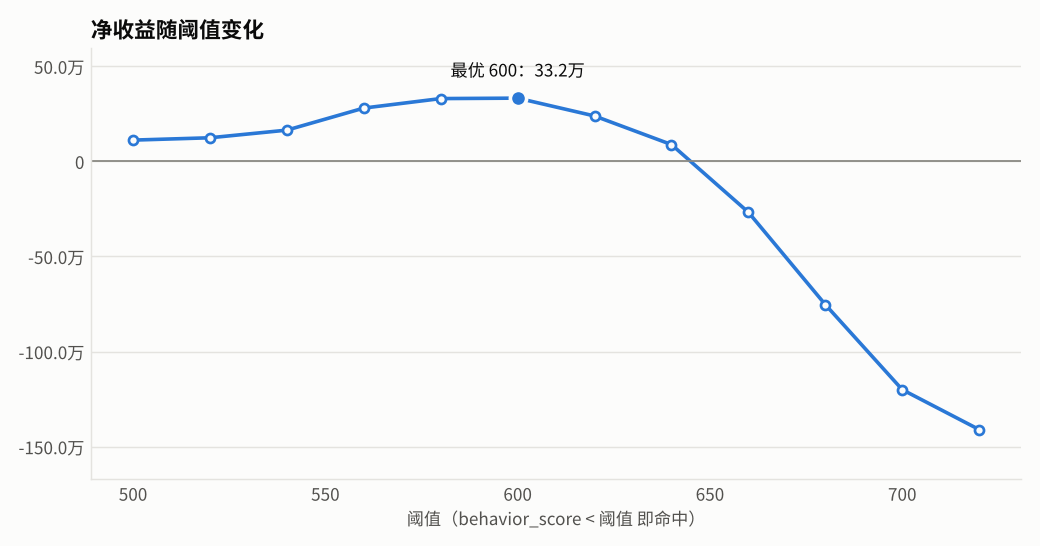 净收益随阈值变化
最优 600：33.2万
50.0万
0
-50.0万
-100.0万
-150.0万
500 550 600 650 700
阈值（behavior_score < 阈值 即命中）